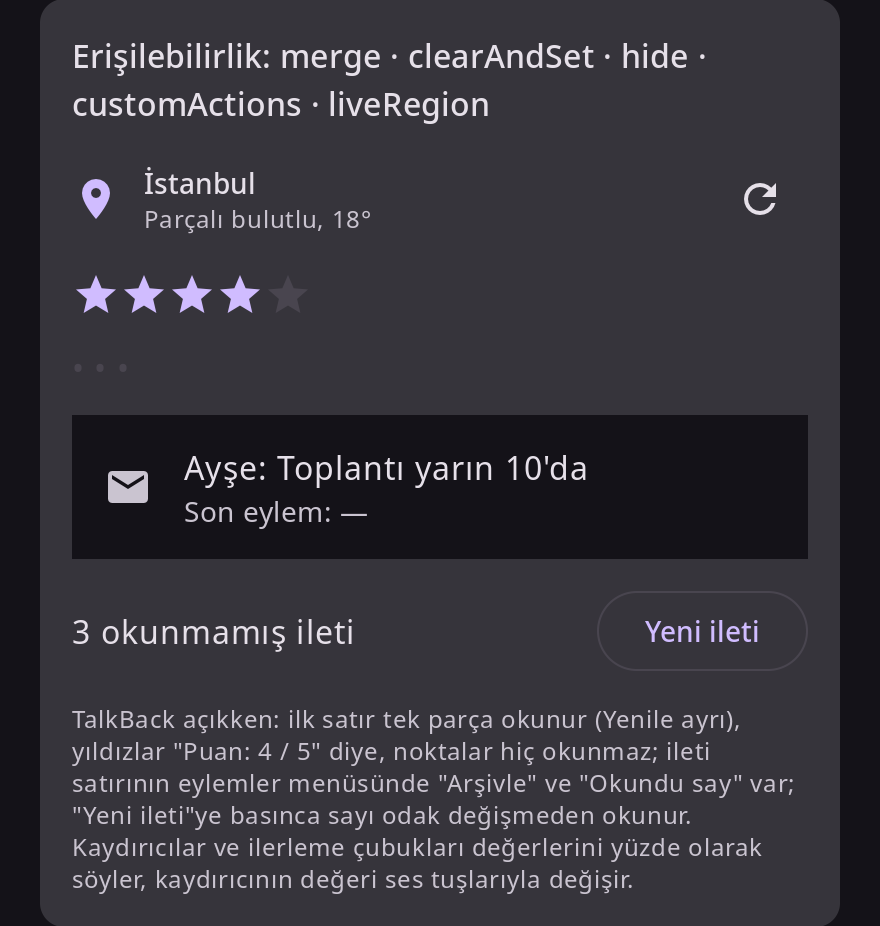 Erişilebilirlik: merge · clearAndSet · hide ·
customActions · liveRegion
İstanbul
Parçalı bulutlu, 18°
• • •
Ayşe: Toplantı yarın 10'da
Son eylem: —
3 okunmamış ileti
Yeni ileti
TalkBack açıkken: ilk satır tek parça okunur (Yenile ayrı),
yıldızlar "Puan: 4 / 5" diye, noktalar hiç okunmaz; ileti
satırının eylemler menüsünde "Arşivle" ve "Okundu say" var;
"Yeni ileti"ye basınca sayı odak değişmeden okunur.
Kaydırıcılar ve ilerleme çubukları değerlerini yüzde olarak
söyler, kaydırıcının değeri ses tuşlarıyla değişir.